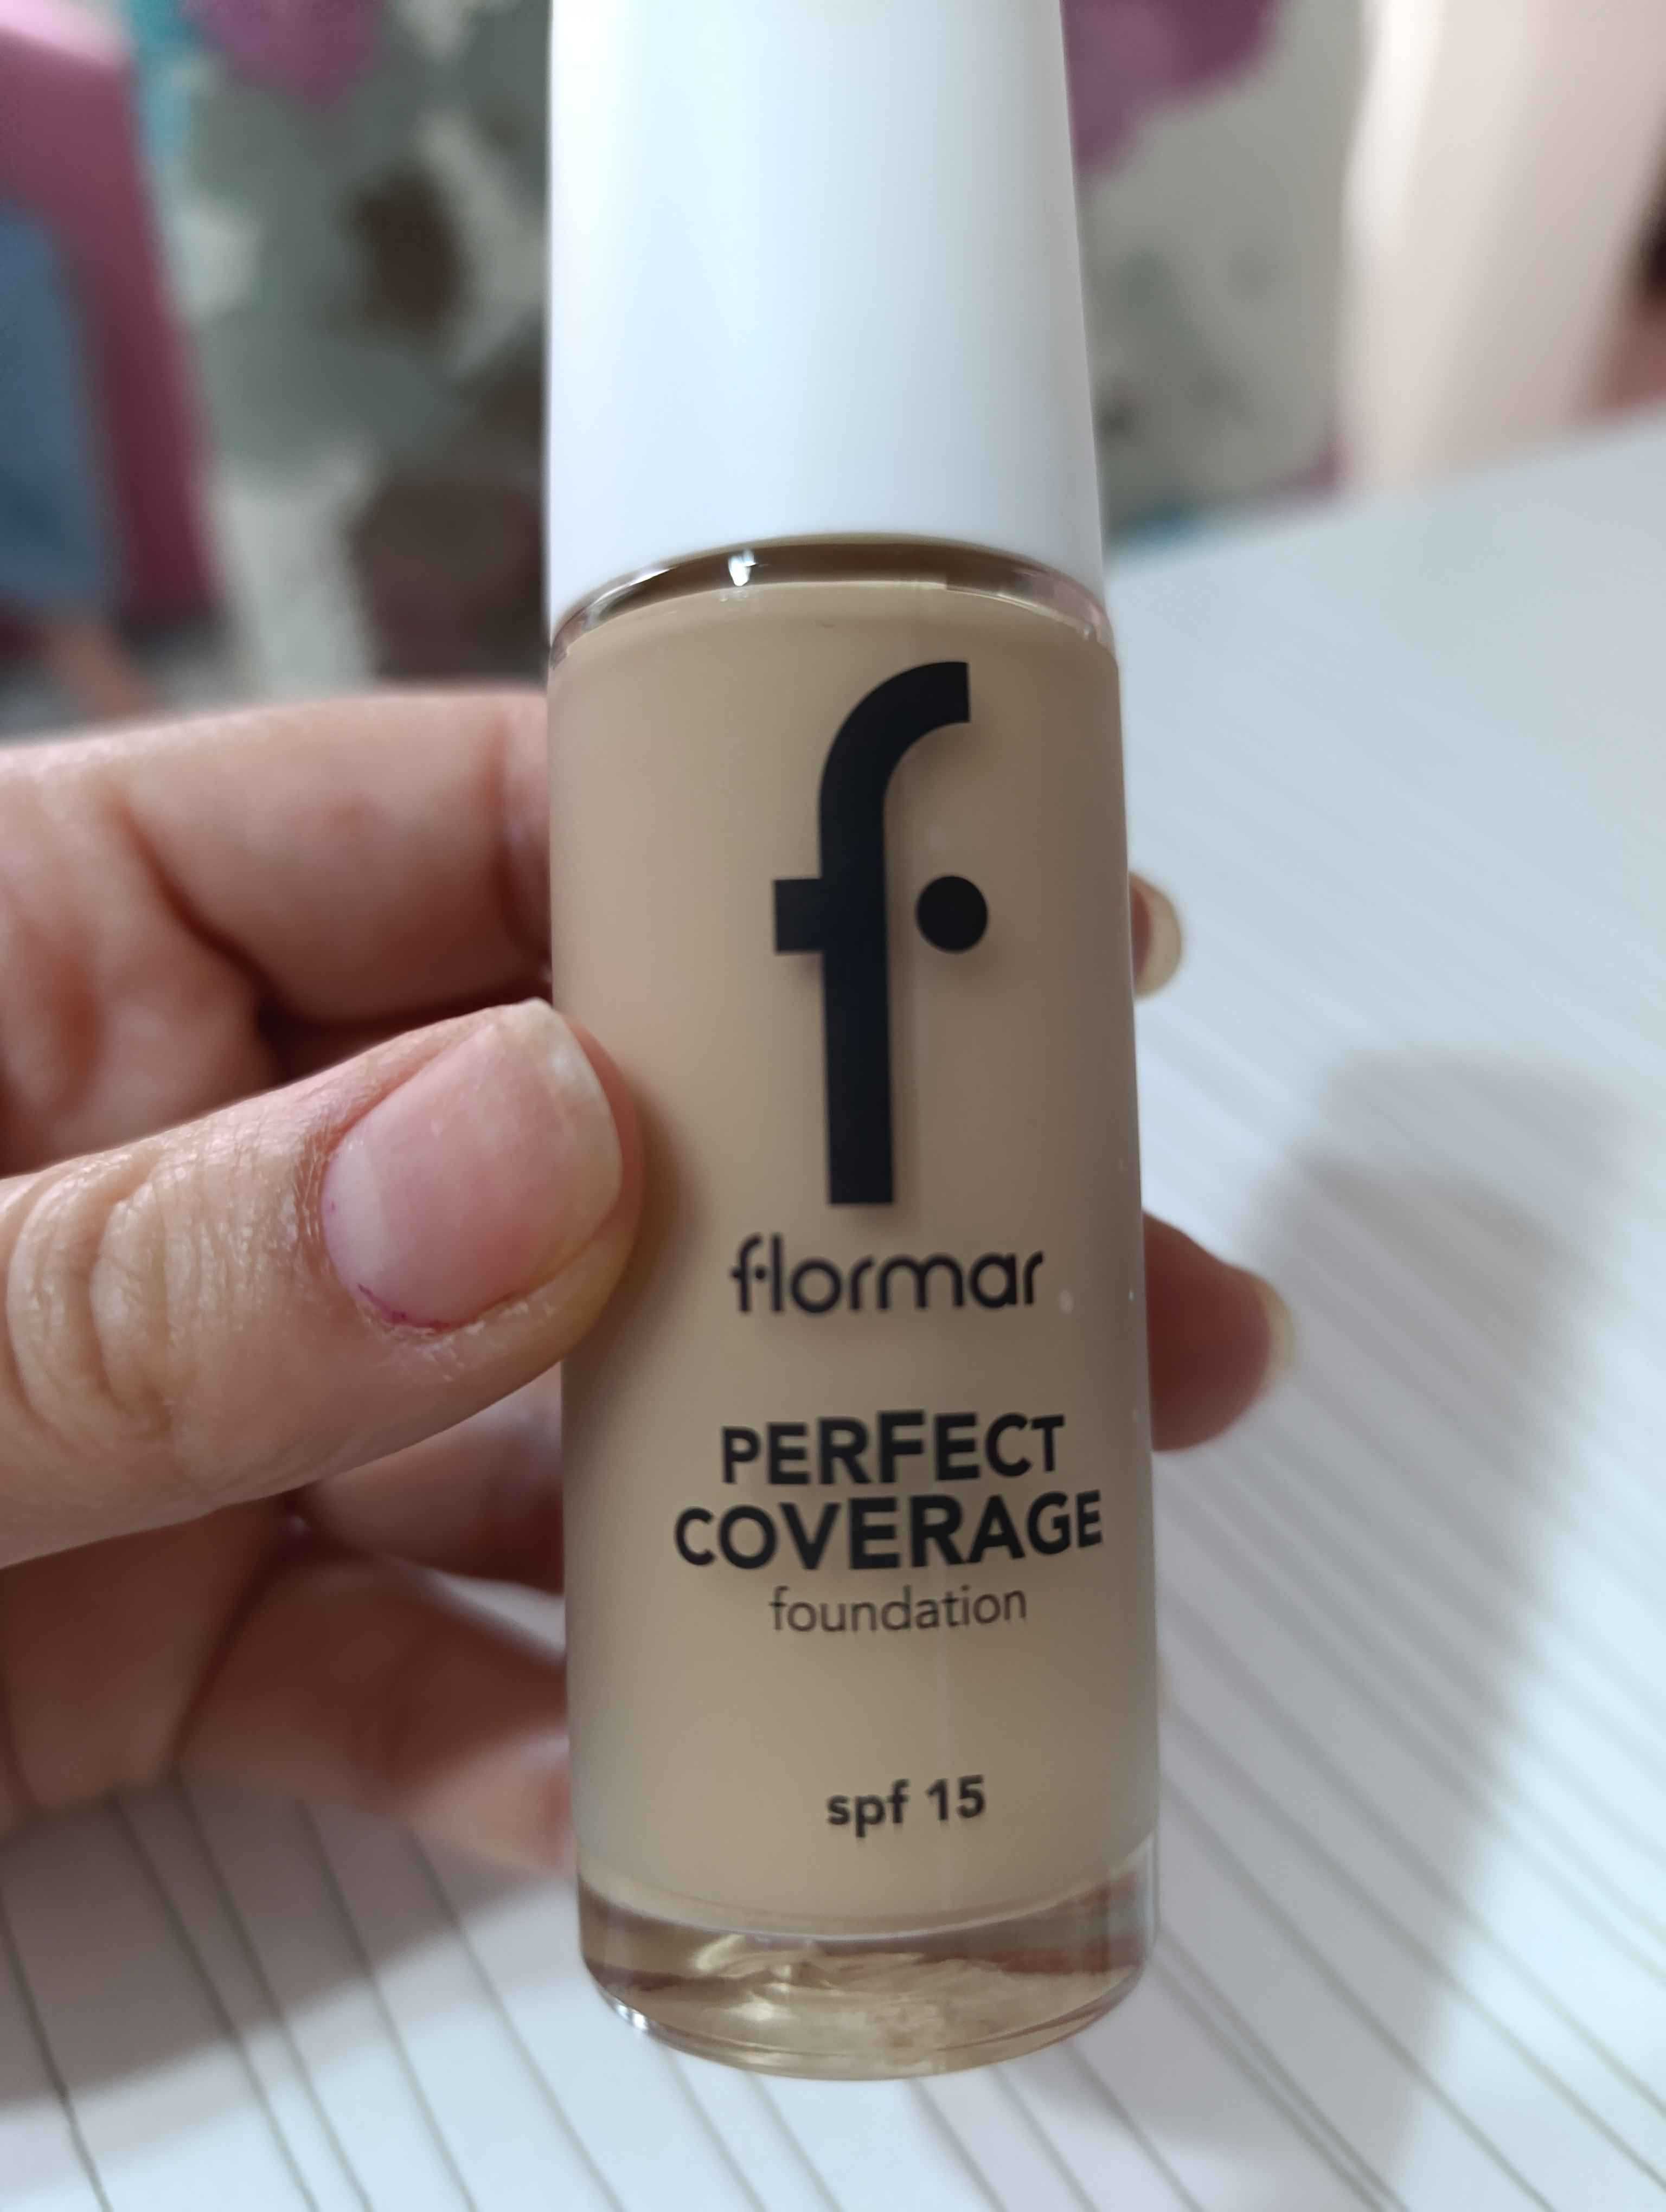 f
flormar
PERFECT
COVERAGE
foundation
spf 15